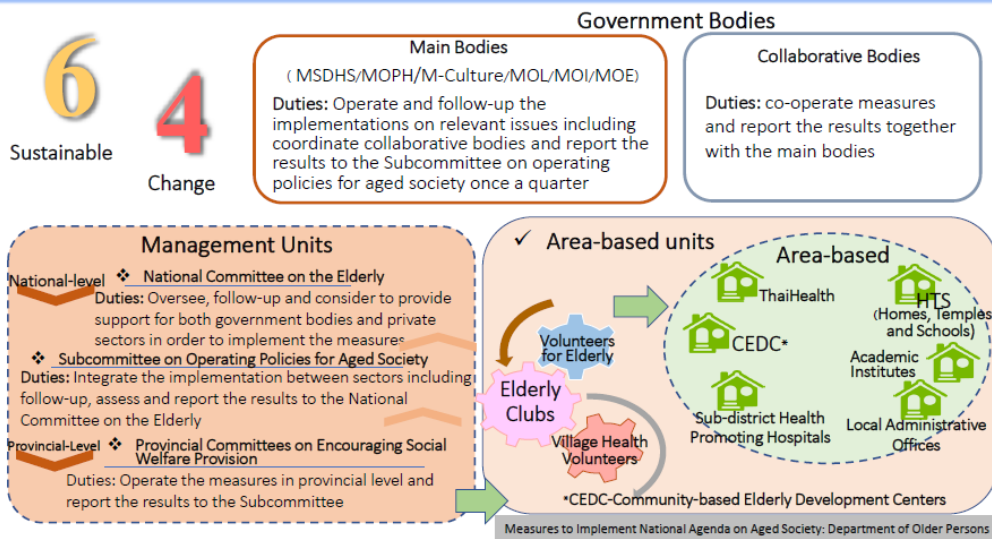 Government Bodies
6
Sustainable
4
Change
Main Bodies
( MSDHS/MOPH/M-Culture/MOL/MOI/MOE)
Duties: Operate and follow-up the
implementations on relevant issues including
coordinate collaborative bodies and report the
results to the Subcommittee on operating
policies for aged society once a quarter
Collaborative Bodies
Duties: co-operate measures
and report the results together
with the main bodies
Management Units
National-level
❖ National Committee on the Elderly
Duties: Oversee, follow-up and consider to provide
support for both government bodies and private
sectors in order to implement the measures
❖ Subcommittee on Operating Policies for Aged Society
Duties: Integrate the implementation between sectors including
follow-up, assess and report the results to the National
Committee on the Elderly
Provincial-Level
❖ Provincial Committees on Encouraging Social
Welfare Provision
Duties: Operate the measures in provincial level and
report the results to the Subcommittee
✓ Area-based units
Volunteers
for Elderly
Elderly
Clubs
Village Health
Volunteers
Area-based
ThaiHealth
HTS
(Homes, Temples
and Schools)
CEDC*
Academic
Institutes
Sub-district Health
Promoting Hospitals
Local Administrative
Offices
*CEDC-Community-based Elderly Development Centers
Measures to Implement National Agenda on Aged Society: Department of Older Persons